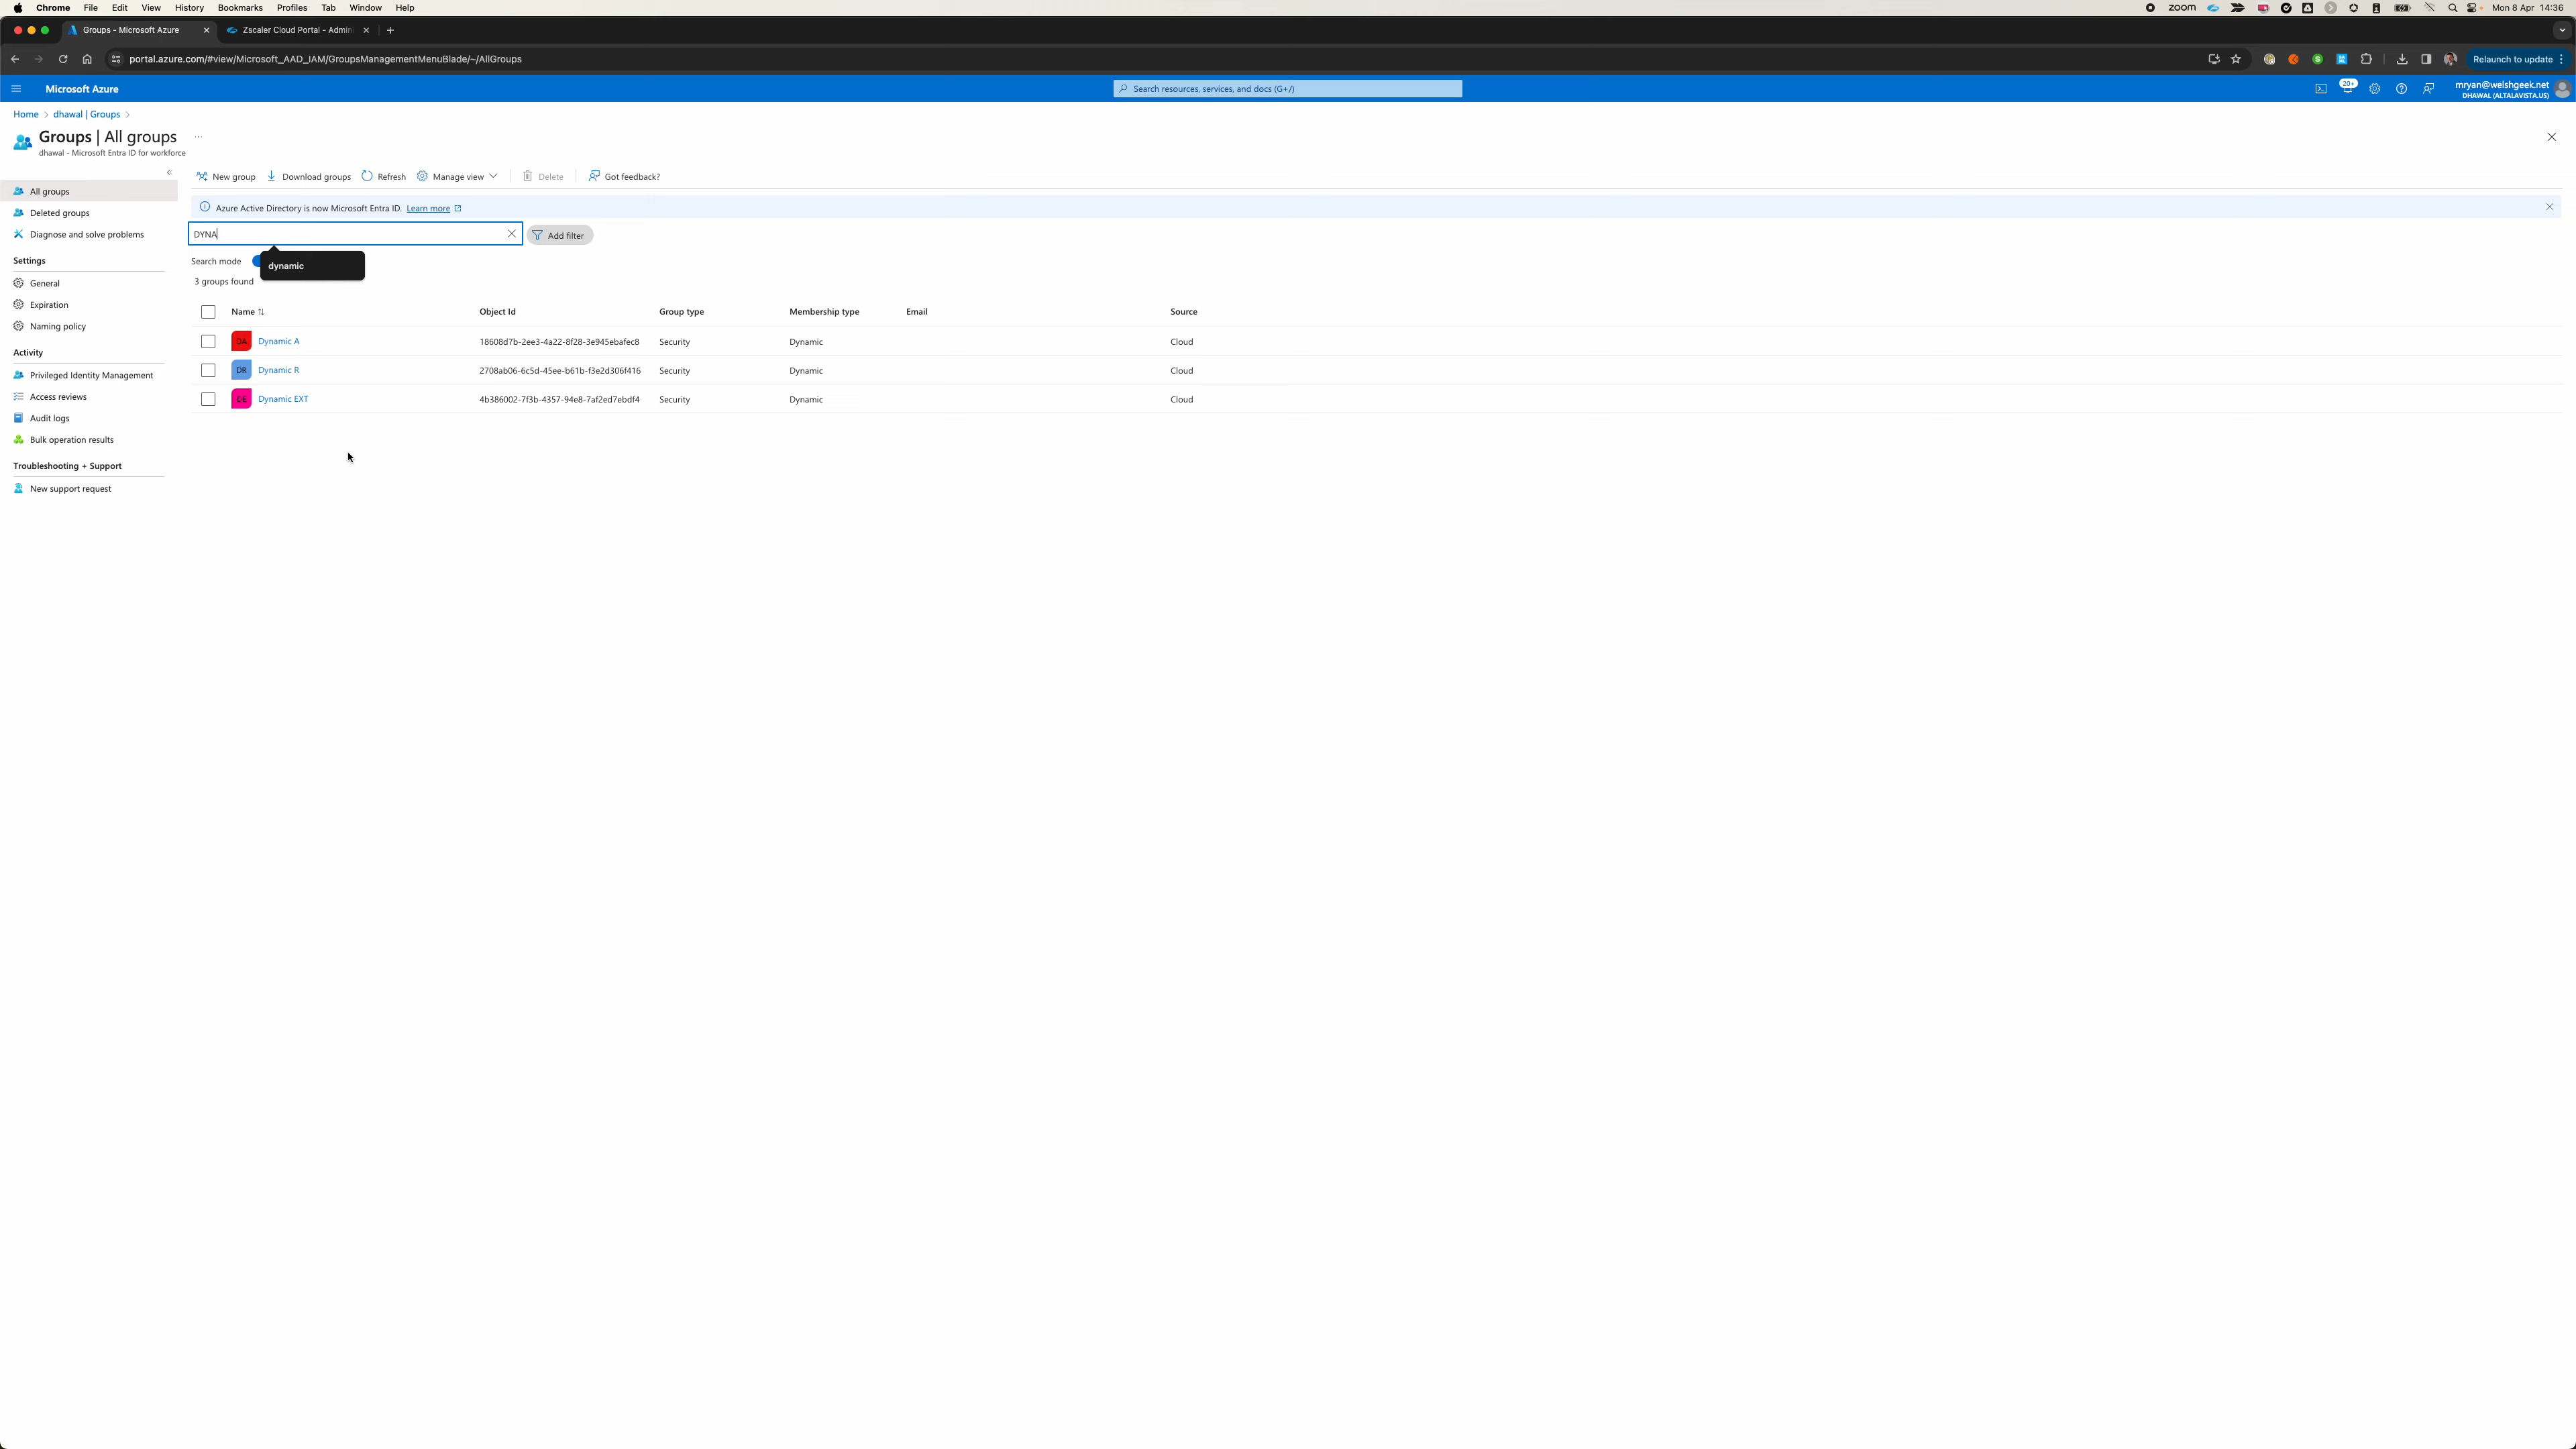 Chrome File Edit View History Bookmarks Profiles Tab Window Help zoom Mon 8 Apr 14:36
Groups - Microsoft Azure Zscaler Cloud Portal - Admin
portal.azure.com/#view/Microsoft_AAD_IAM/GroupsManagementMenuBlade/~/AllGroups Relaunch to update
Microsoft Azure Search resources, services, and docs (G+/) 20+ mryan@welshgeek.net
DHAWAL (ALTALAVISTA.US)
Home > dhawal | Groups >
Groups | All groups ...
dhawal - Microsoft Entra ID for workforce
New group Download groups Refresh Manage view Delete Got feedback?
All groups
Deleted groups
Diagnose and solve problems
Settings
General
Expiration
Naming policy
Activity
Privileged Identity Management
Access reviews
Audit logs
Bulk operation results
Troubleshooting + Support
New support request
Azure Active Directory is now Microsoft Entra ID. Learn more
DYNA Add filter
Search mode dynamic
3 groups found
Name Object Id Group type Membership type Email Source
DA Dynamic A 18608d7b-2ee3-4a22-8f28-3e945ebafec8 Security Dynamic Cloud
DR Dynamic R 2708ab06-6c5d-45ee-b61b-f3e2d306f416 Security Dynamic Cloud
DE Dynamic EXT 4b386002-7f3b-4357-94e8-7af2ed7ebdf4 Security Dynamic Cloud